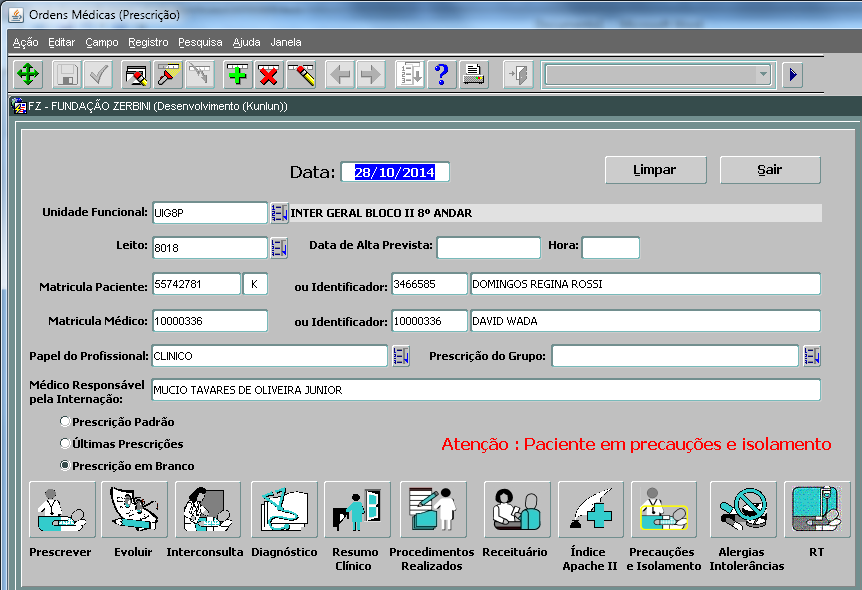 Ordens Médicas (Prescrição)
Ação Editar Campo Registro Pesquisa Ajuda Janela
FZ - FUNDAÇÃO ZERBINI (Desenvolvimento (Kunlun))
Data: 28/10/2014 Limpar Sair
Unidade Funcional: UIG8P INTER GERAL BLOCO II 8º ANDAR
Leito: 8018 Data de Alta Prevista: Hora:
Matricula Paciente: 55742781 K ou Identificador: 3466585 DOMINGOS REGINA ROSSI
Matricula Médico: 10000336 ou Identificador: 10000336 DAVID WADA
Papel do Profissional: CLINICO Prescrição do Grupo:
Médico Responsável
pela Internação: MUCIO TAVARES DE OLIVEIRA JUNIOR
Prescrição Padrão
Últimas Prescrições
Prescrição em Branco
Atenção : Paciente em precauções e isolamento
Prescrever Evoluir Interconsulta Diagnóstico Resumo Procedimentos Receituário Índice Precauções Alergias RT
Clínico Realizados Apache II e Isolamento Intolerâncias